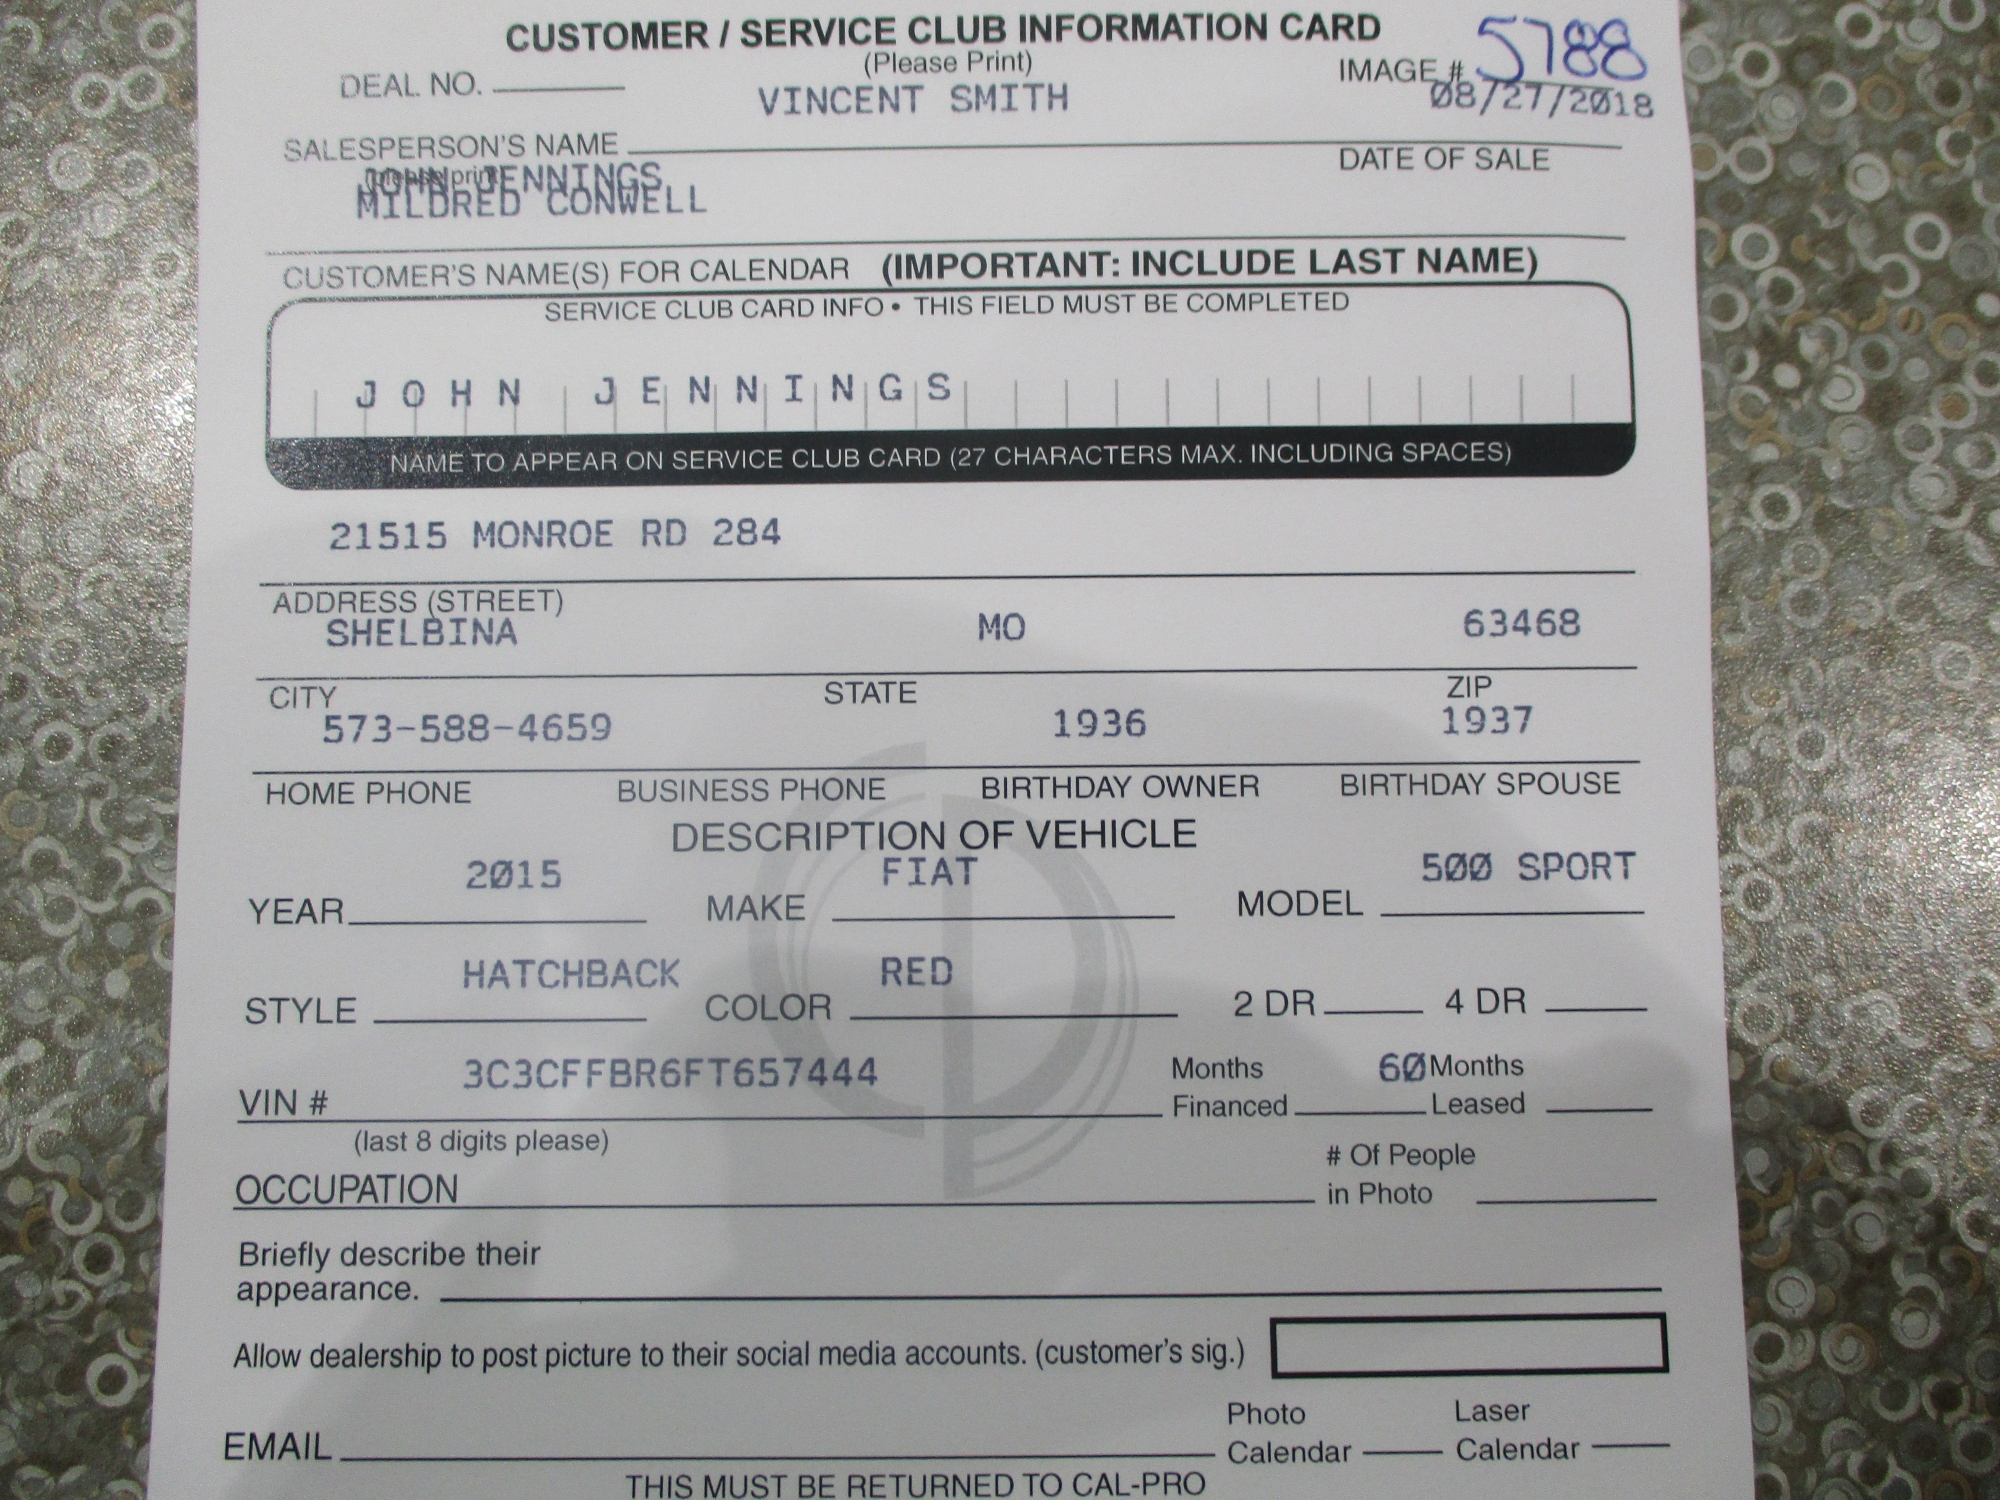 CUSTOMER / SERVICE CLUB INFORMATION CARD
(Please Print)
DEAL NO. IMAGE # 5788
VINCENT SMITH 08/27/2018
SALESPERSON'S NAME DATE OF SALE
(please print)
JOHN JENNINGS
MILDRED CONWELL
CUSTOMER'S NAME(S) FOR CALENDAR (IMPORTANT: INCLUDE LAST NAME)
SERVICE CLUB CARD INFO • THIS FIELD MUST BE COMPLETED
JOHN JENNINGS
NAME TO APPEAR ON SERVICE CLUB CARD (27 CHARACTERS MAX. INCLUDING SPACES)
21515 MONROE RD 284
ADDRESS (STREET)
SHELBINA MO 63468
CITY STATE ZIP
573-588-4659 1936 1937
HOME PHONE BUSINESS PHONE BIRTHDAY OWNER BIRTHDAY SPOUSE
DESCRIPTION OF VEHICLE
YEAR 2015 MAKE FIAT MODEL 500 SPORT
STYLE HATCHBACK COLOR RED 2 DR 4 DR
VIN # 3C3CFFBR6FT657444 Months Financed 60 Months Leased
(last 8 digits please)
OCCUPATION # Of People in Photo
Briefly describe their
appearance.
Allow dealership to post picture to their social media accounts. (customer's sig.)
EMAIL Photo Calendar Laser Calendar
THIS MUST BE RETURNED TO CAL-PRO